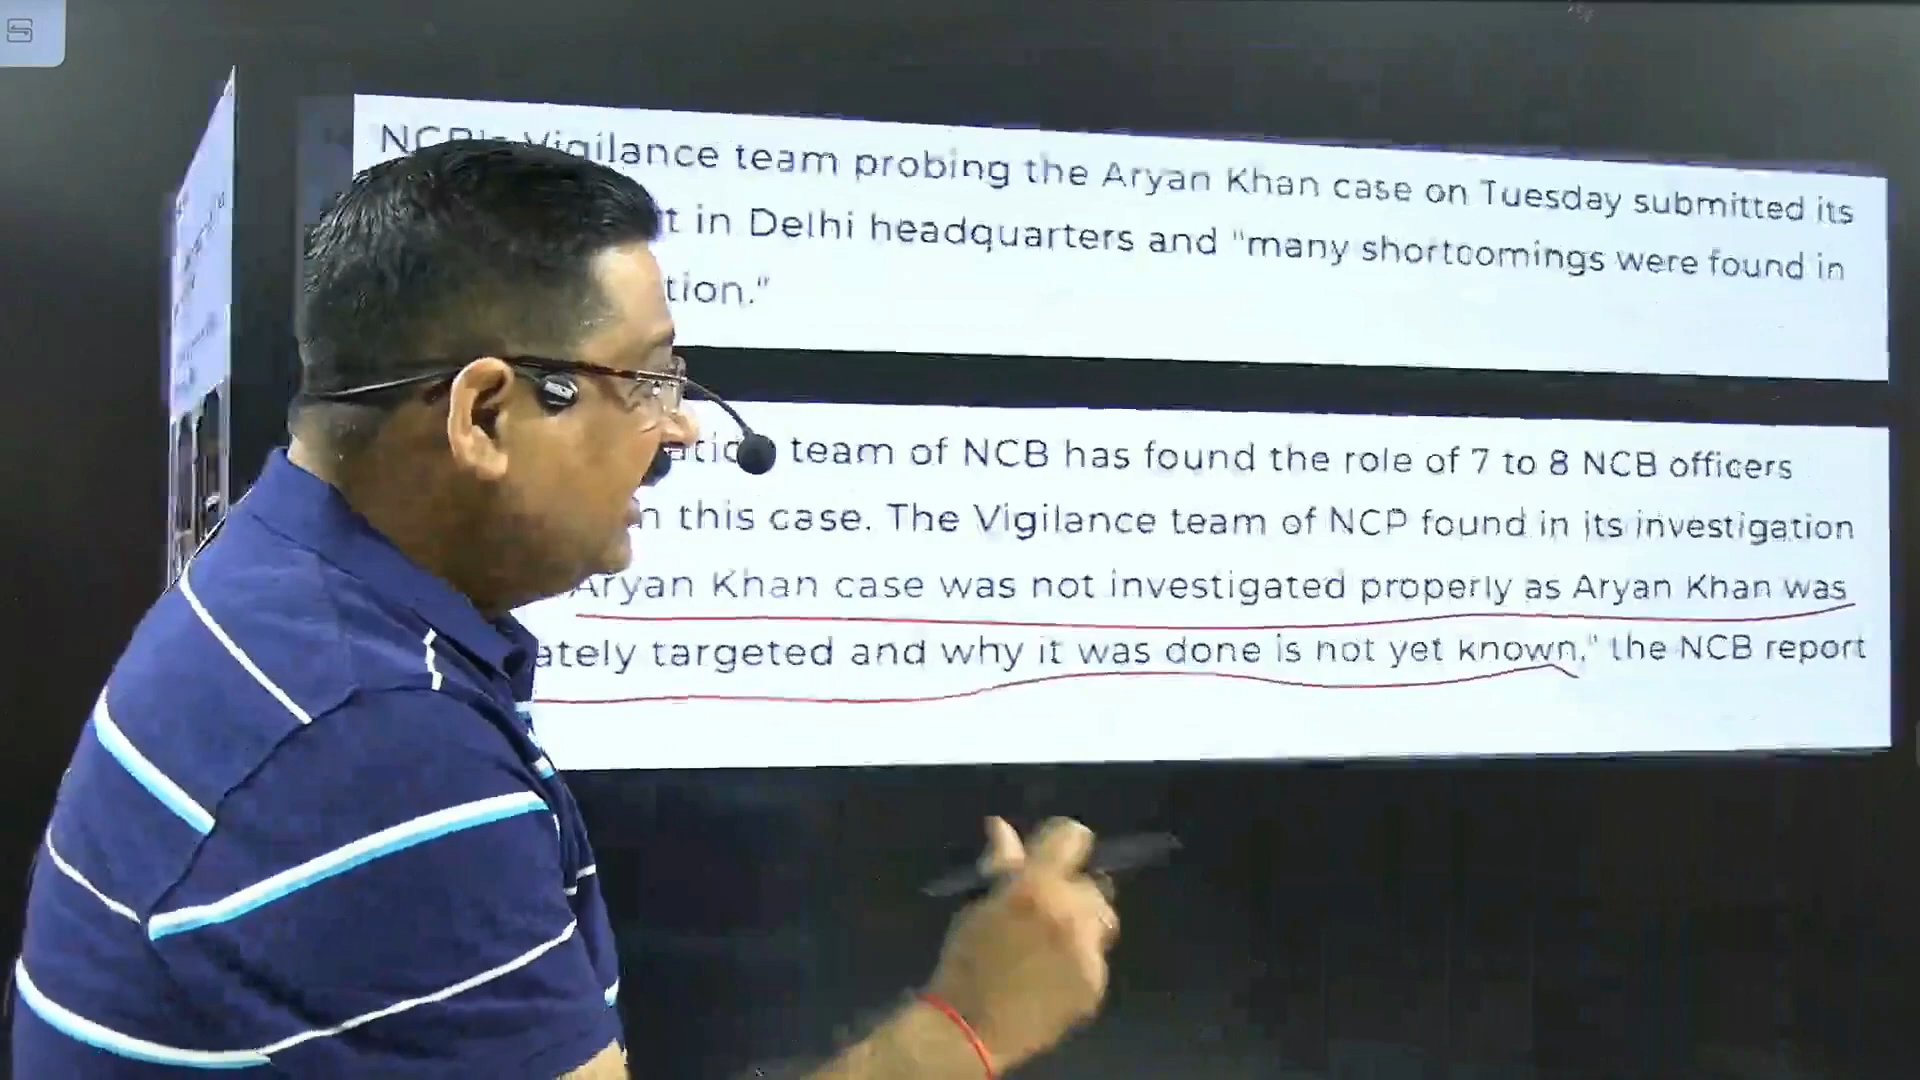 Vigilance team probing the Aryan Khan case on Tuesday submitted its
in Delhi headquarters and "many shortcomings were found in
tion."
team of NCB has found the role of 7 to 8 NCB officers
this case. The Vigilance team of NCP found in its investigation
Aryan Khan case was not investigated properly as Aryan Khan was
ately targeted and why it was done is not yet known," the NCB report